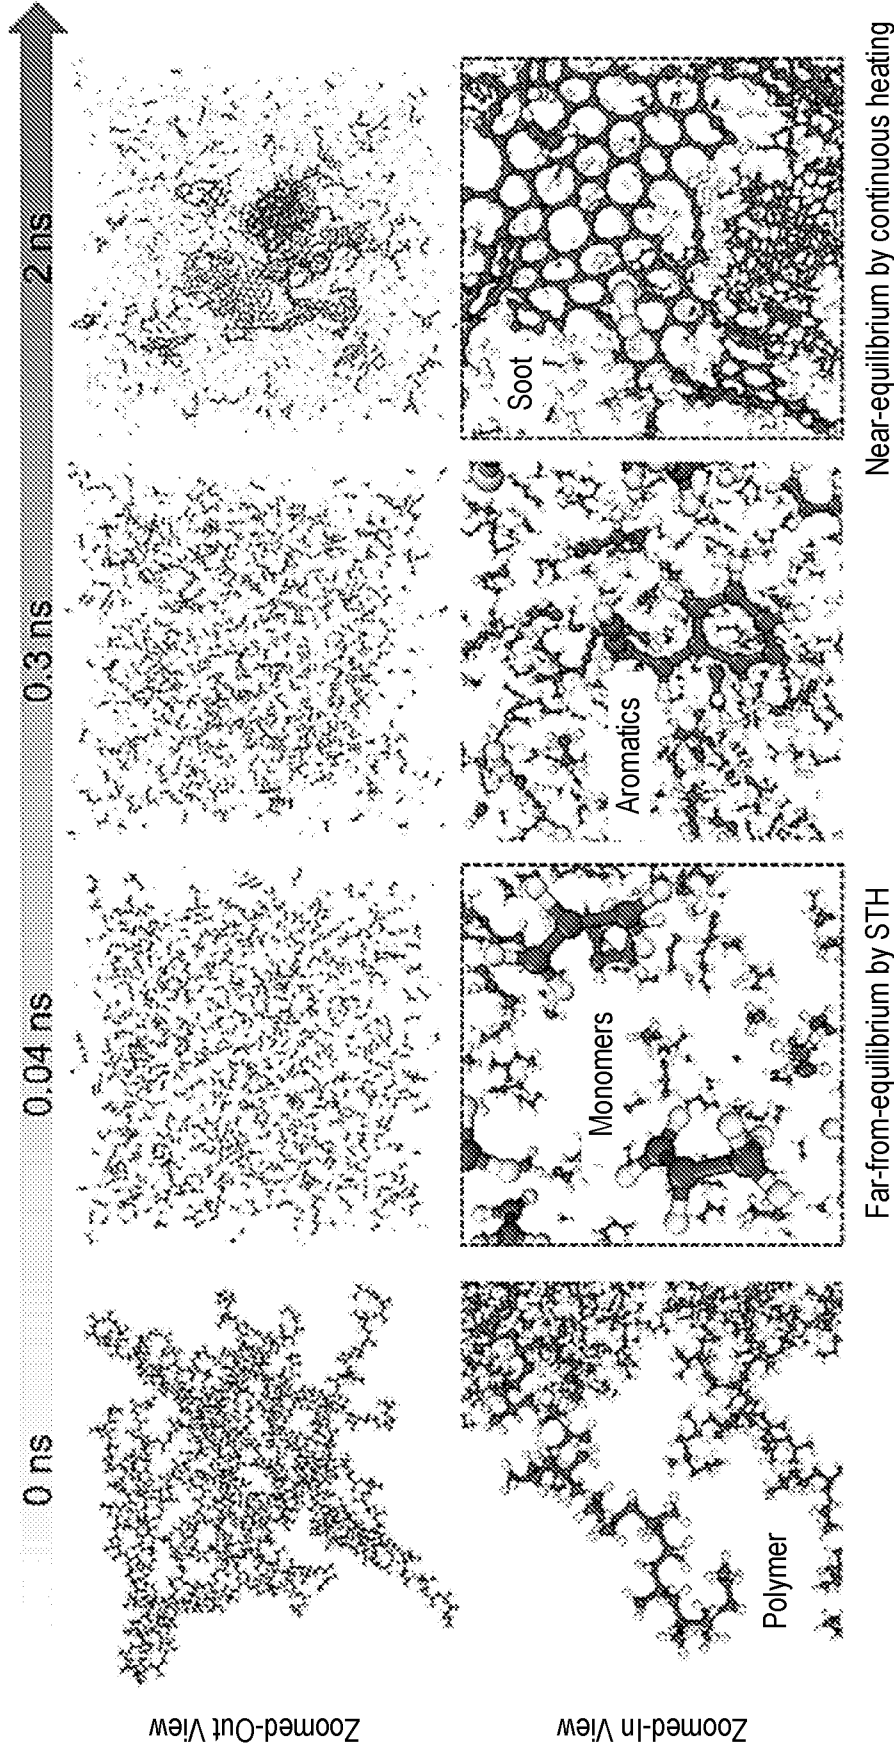 0 ns
0.04 ns
0.3 ns
2 ns
Zoomed-Out View
Zoomed-In View
Polymer
Monomers
Aromatics
Soot
Far-from-equilibrium by STH
Near-equilibrium by continuous heating